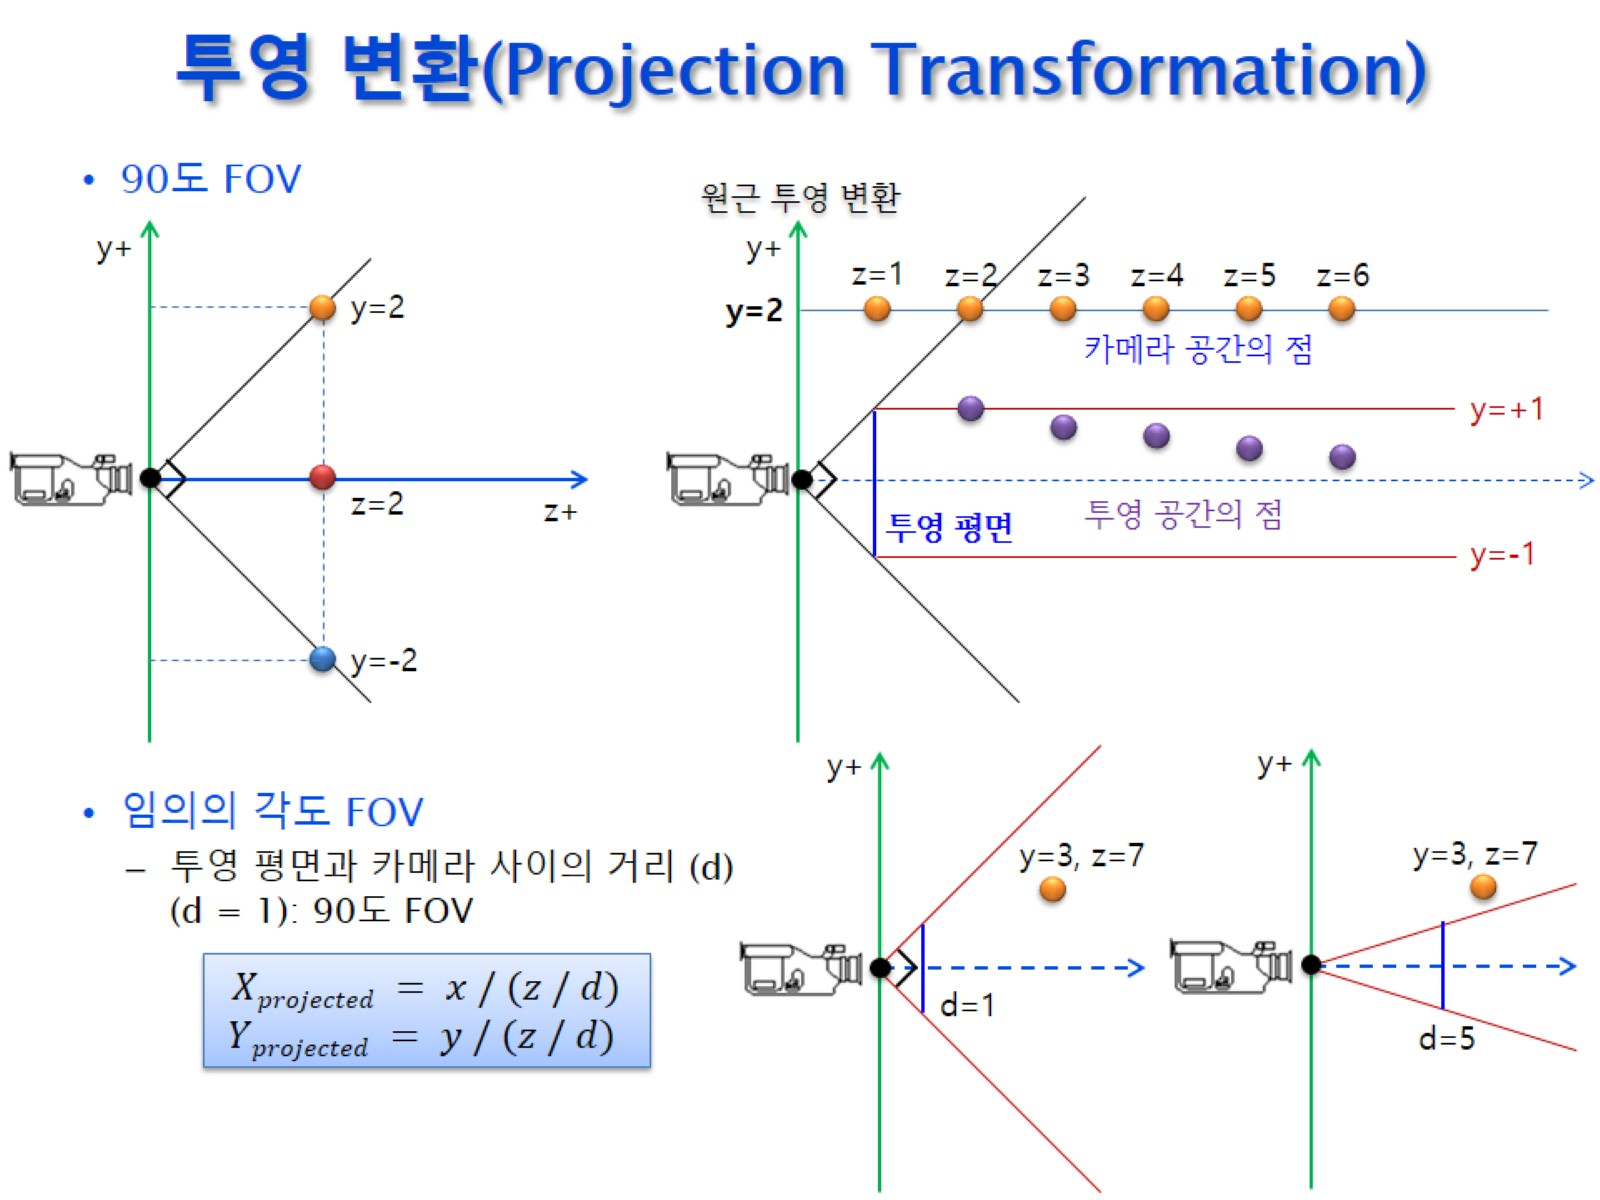 투영 변환(Projection Transformation)
• 90도 FOV
y+
y=2
z=2
z+
y=-2
원근 투영 변환
y+
z=1 z=2 z=3 z=4 z=5 z=6
y=2
카메라 공간의 점
y=+1
투영 평면
투영 공간의 점
y=-1
• 임의의 각도 FOV
– 투영 평면과 카메라 사이의 거리 (d)
(d = 1): 90도 FOV
X projected = x / (z / d)
Y projected = y / (z / d)
y+
y=3, z=7
d=1
y+
y=3, z=7
d=5